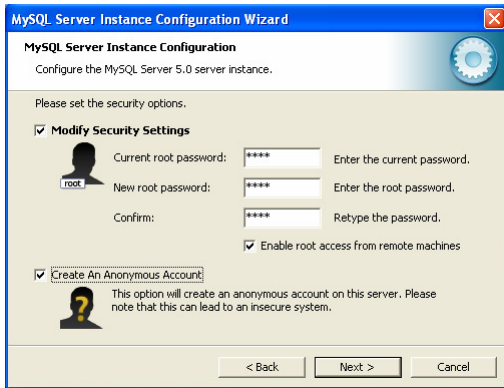 MySQL Server Instance Configuration Wizard
MySQL Server Instance Configuration
Configure the MySQL Server 5.0 server instance.
Please set the security options.
Modify Security Settings
root
Current root password: **** Enter the current password.
New root password: **** Enter the root password.
Confirm: **** Retype the password.
Enable root access from remote machines
Create An Anonymous Account
This option will create an anonymous account on this server. Please
note that this can lead to an insecure system.
< Back Next > Cancel